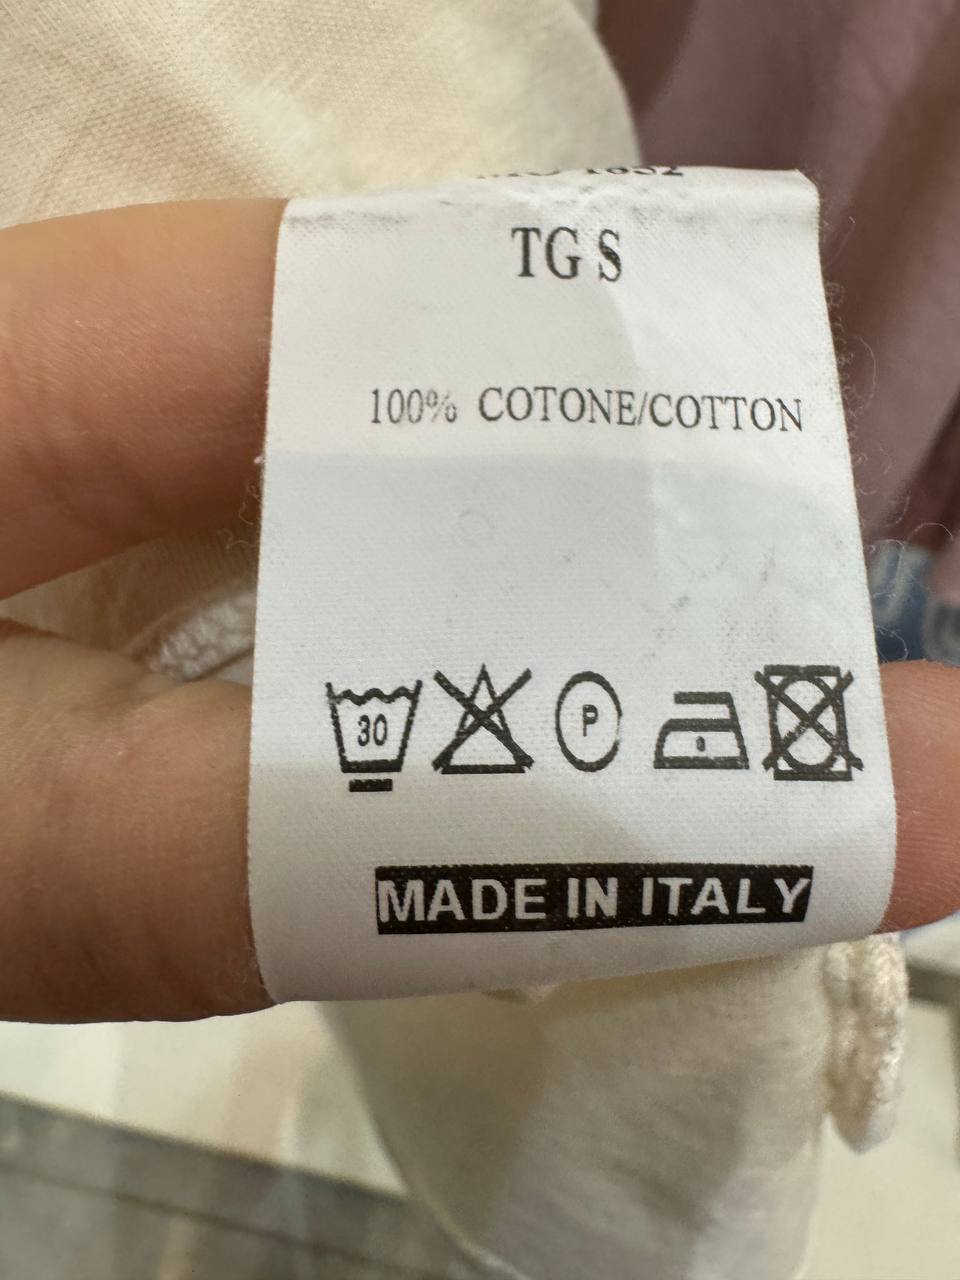 TG S
100% COTONE/COTTON
30 P
MADE IN ITALY